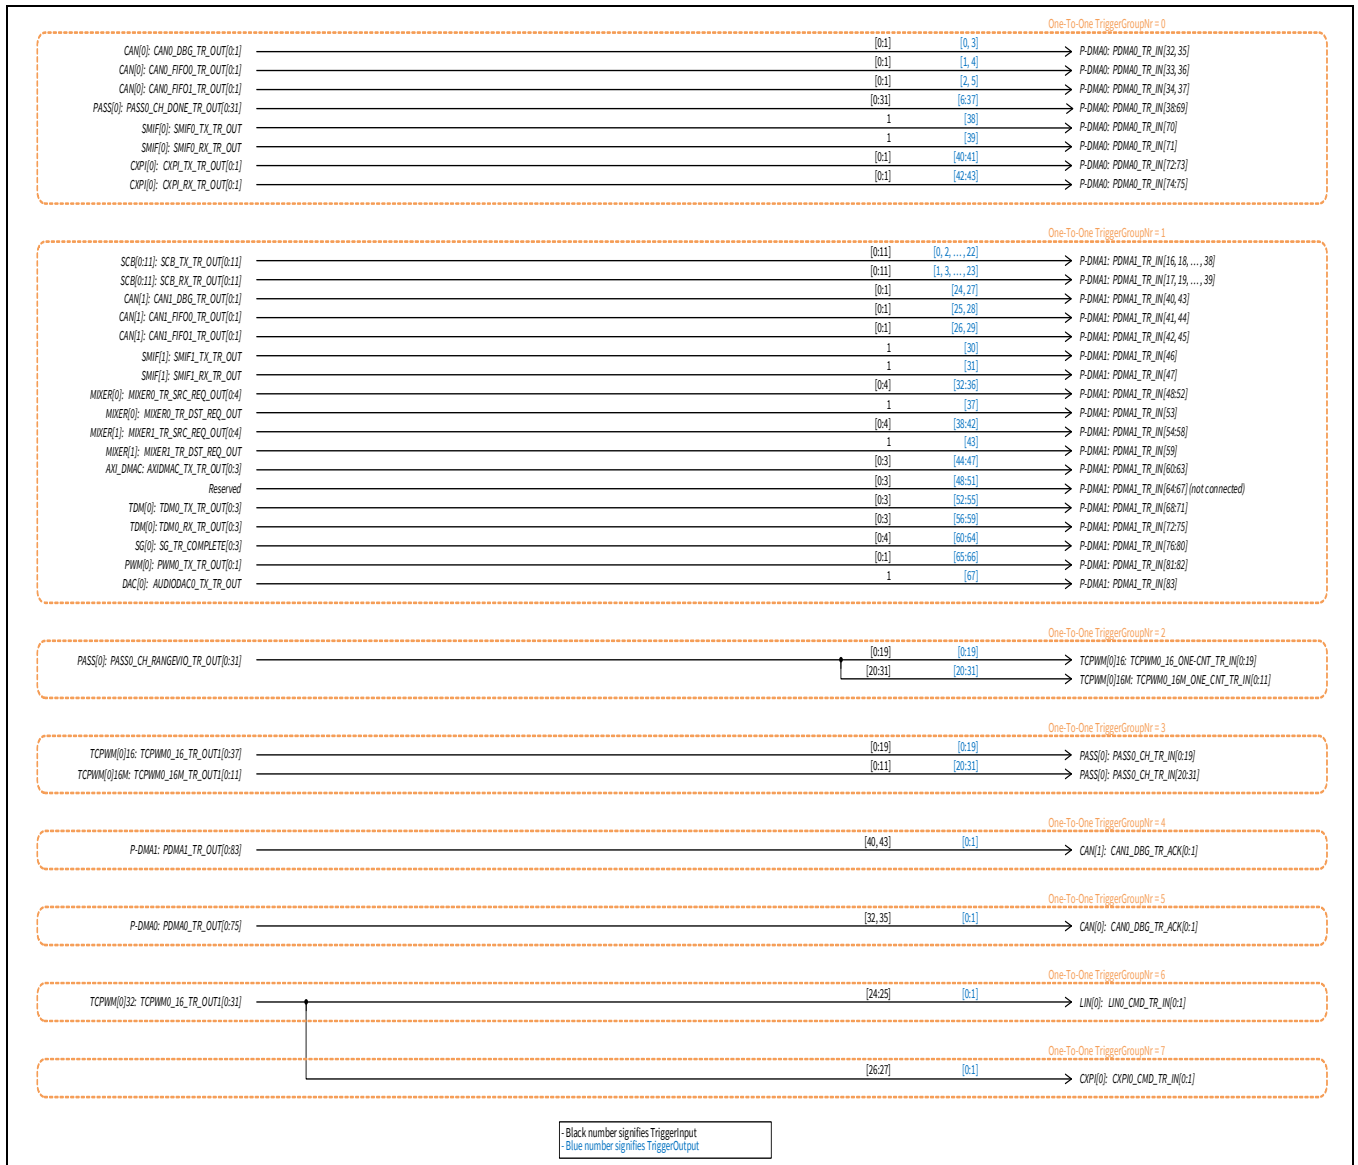 One-To-One TriggerGroupNr = 0
CAN[0]: CAN0_DBG_TR_OUT[0:1] [0:1] [0, 3] P-DMA0: PDMA0_TR_IN[32, 35]
CAN[0]: CAN0_FIFO0_TR_OUT[0:1] [0:1] [1, 4] P-DMA0: PDMA0_TR_IN[33, 36]
CAN[0]: CAN0_FIFO1_TR_OUT[0:1] [0:1] [2, 5] P-DMA0: PDMA0_TR_IN[34, 37]
PASS[0]: PASS0_CH_DONE_TR_OUT[0:31] [0:31] [6:37] P-DMA0: PDMA0_TR_IN[38:69]
SMIF[0]: SMIF0_TX_TR_OUT 1 [38] P-DMA0: PDMA0_TR_IN[70]
SMIF[0]: SMIF0_RX_TR_OUT 1 [39] P-DMA0: PDMA0_TR_IN[71]
CXPI[0]: CXPI_TX_TR_OUT[0:1] [0:1] [40:41] P-DMA0: PDMA0_TR_IN[72:73]
CXPI[0]: CXPI_RX_TR_OUT[0:1] [0:1] [42:43] P-DMA0: PDMA0_TR_IN[74:75]
One-To-One TriggerGroupNr = 1
SCB[0:11]: SCB_TX_TR_OUT[0:11] [0:11] [0, 2, ..., 22] P-DMA1: PDMA1_TR_IN[16, 18, ..., 38]
SCB[0:11]: SCB_RX_TR_OUT[0:11] [0:11] [1, 3, ..., 23] P-DMA1: PDMA1_TR_IN[17, 19, ..., 39]
CAN[1]: CAN1_DBG_TR_OUT[0:1] [0:1] [24, 27] P-DMA1: PDMA1_TR_IN[40, 43]
CAN[1]: CAN1_FIFO0_TR_OUT[0:1] [0:1] [25, 28] P-DMA1: PDMA1_TR_IN[41, 44]
CAN[1]: CAN1_FIFO1_TR_OUT[0:1] [0:1] [26, 29] P-DMA1: PDMA1_TR_IN[42, 45]
SMIF[1]: SMIF1_TX_TR_OUT 1 [30] P-DMA1: PDMA1_TR_IN[46]
SMIF[1]: SMIF1_RX_TR_OUT 1 [31] P-DMA1: PDMA1_TR_IN[47]
MIXER[0]: MIXER0_TR_SRC_REQ_OUT[0:4] [0:4] [32:36] P-DMA1: PDMA1_TR_IN[48:52]
MIXER[0]: MIXER0_TR_DST_REQ_OUT 1 [37] P-DMA1: PDMA1_TR_IN[53]
MIXER[1]: MIXER1_TR_SRC_REQ_OUT[0:4] [0:4] [38:42] P-DMA1: PDMA1_TR_IN[54:58]
MIXER[1]: MIXER1_TR_DST_REQ_OUT 1 [43] P-DMA1: PDMA1_TR_IN[59]
AXI_DMAC: AXIDMAC_TX_TR_OUT[0:3] [0:3] [44:47] P-DMA1: PDMA1_TR_IN[60:63]
Reserved [0:3] [48:51] P-DMA1: PDMA1_TR_IN[64:67] (not connected)
TDM[0]: TDM0_TX_TR_OUT[0:3] [0:3] [52:55] P-DMA1: PDMA1_TR_IN[68:71]
TDM[0]: TDM0_RX_TR_OUT[0:3] [0:3] [56:59] P-DMA1: PDMA1_TR_IN[72:75]
SG[0]: SG_TR_COMPLETE[0:3] [0:4] [60:64] P-DMA1: PDMA1_TR_IN[76:80]
PWM[0]: PWM0_TX_TR_OUT[0:1] [0:1] [65:66] P-DMA1: PDMA1_TR_IN[81:82]
DAC[0]: AUDIODAC0_TX_TR_OUT 1 [67] P-DMA1: PDMA1_TR_IN[83]
One-To-One TriggerGroupNr = 2
PASS[0]: PASS0_CH_RANGEVIO_TR_OUT[0:31] [0:19] [0:19] TCPWM[0]16: TCPWM0_16_ONE-CNT_TR_IN[0:19]
[20:31] [20:31] TCPWM[0]16M: TCPWM0_16M_ONE_CNT_TR_IN[0:11]
One-To-One TriggerGroupNr = 3
TCPWM[0]16: TCPWM0_16_TR_OUT1[0:37] [0:19] [0:19] PASS[0]: PASS0_CH_TR_IN[0:19]
TCPWM[0]16M: TCPWM0_16M_TR_OUT1[0:11] [0:11] [20:31] PASS[0]: PASS0_CH_TR_IN[20:31]
One-To-One TriggerGroupNr = 4
P-DMA1: PDMA1_TR_OUT[0:83] [40, 43] [0:1] CAN[1]: CAN1_DBG_TR_ACK[0:1]
One-To-One TriggerGroupNr = 5
P-DMA0: PDMA0_TR_OUT[0:75] [32, 35] [0:1] CAN[0]: CAN0_DBG_TR_ACK[0:1]
One-To-One TriggerGroupNr = 6
TCPWM[0]32: TCPWM0_16_TR_OUT1[0:31] [24:25] [0:1] LIN[0]: LIN0_CMD_TR_IN[0:1]
One-To-One TriggerGroupNr = 7
[26:27] [0:1] CXPI[0]: CXPI0_CMD_TR_IN[0:1]
- Black number signifies TriggerInput
- Blue number signifies TriggerOutput